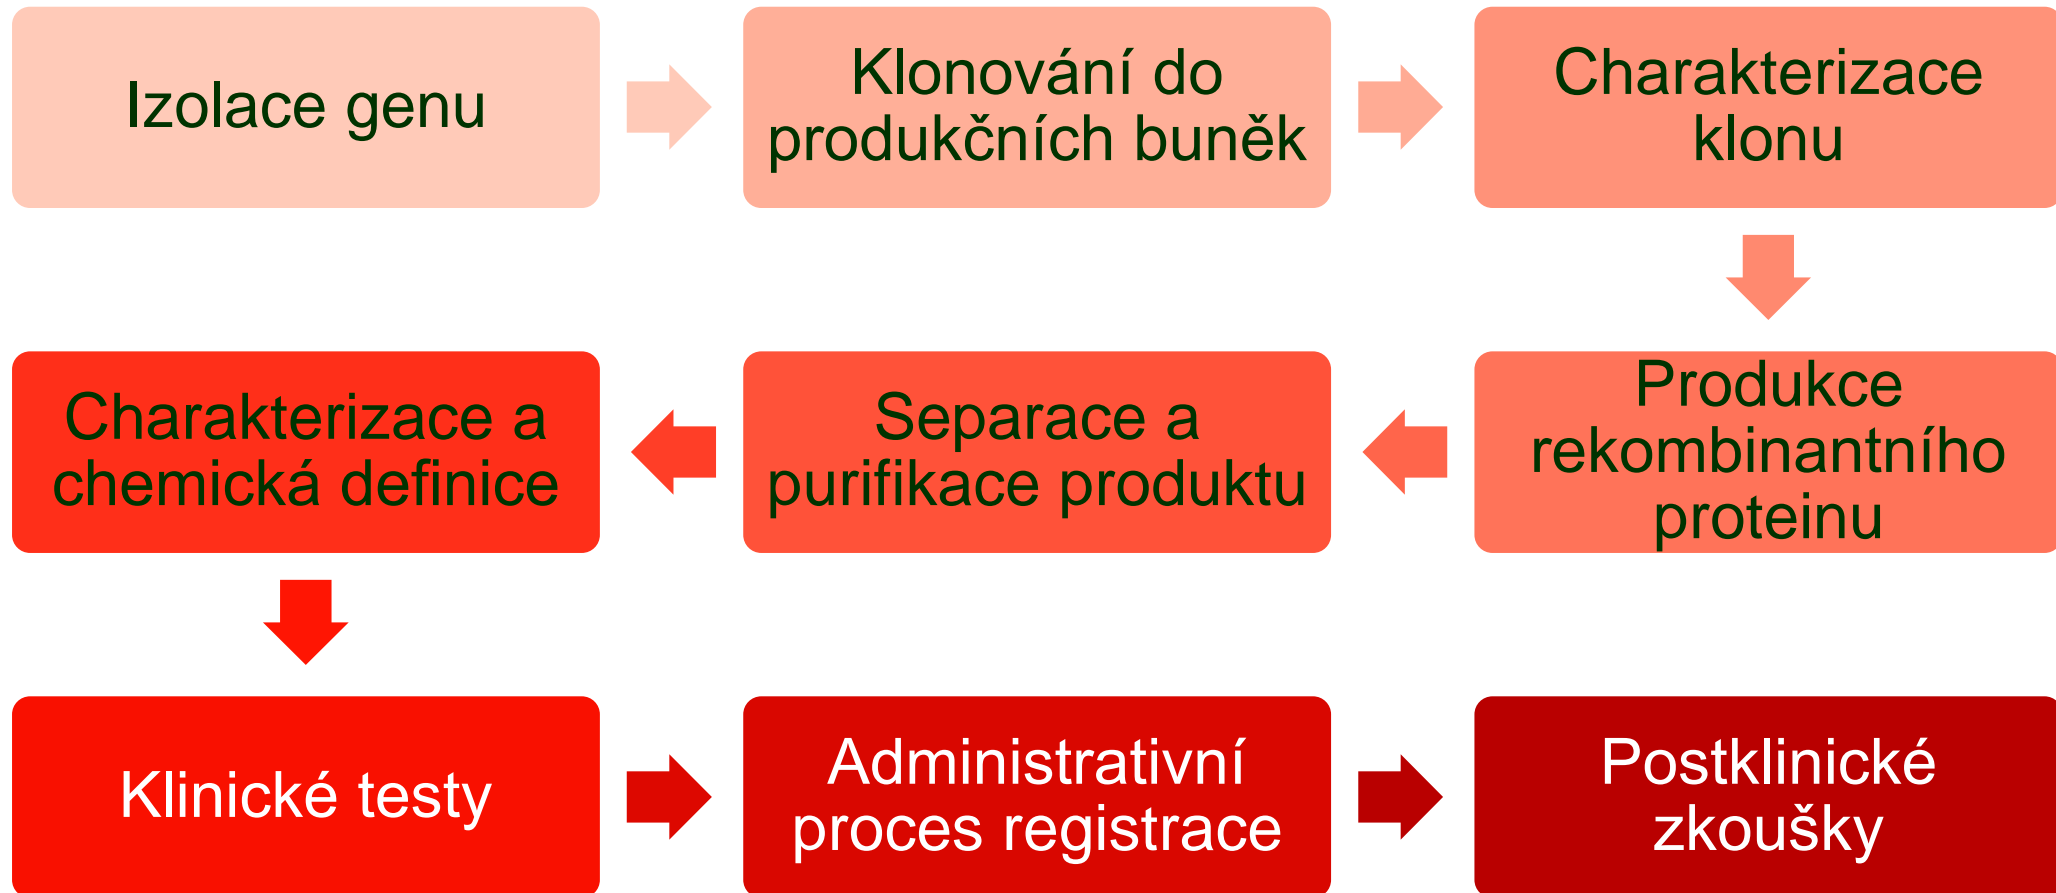 Izolace genu
Klonování do
produkčních buněk
Charakterizace
klonu
Produkce
rekombinantního
proteinu
Separace a
purifikace produktu
Charakterizace a
chemická definice
Klinické testy
Administrativní
proces registrace
Postklinické
zkoušky